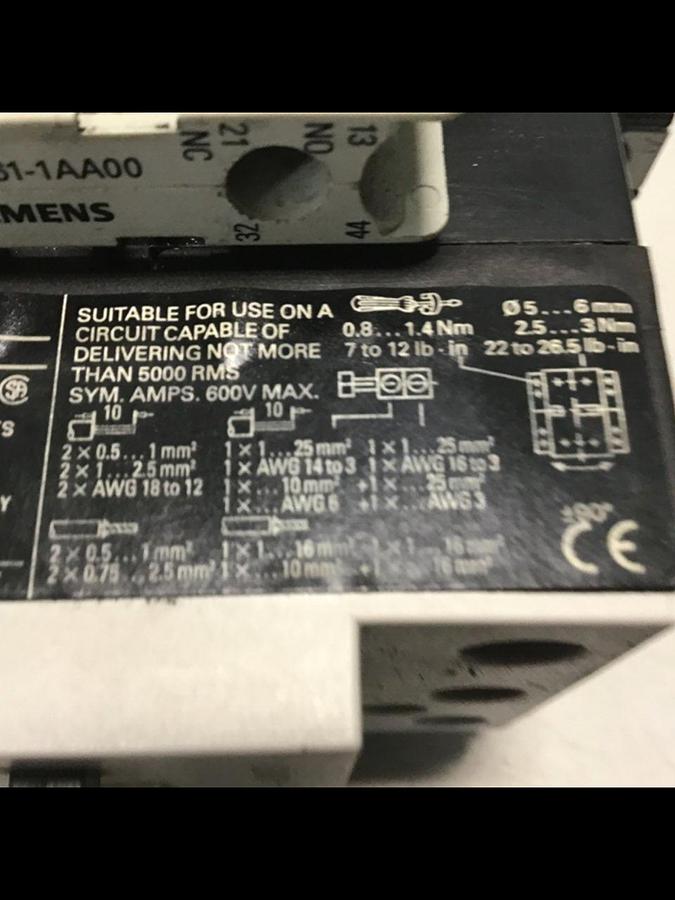 21 NC
13 NO
31-1AA00
EMENS
32
44
SUITABLE FOR USE ON A
CIRCUIT CAPABLE OF
DELIVERING NOT MORE
THAN 5000 RMS
SYM. AMPS. 600V MAX.
0.8...1.4 Nm
7 to 12 lb-in
Ø 5...6 mm
2.5...3 Nm
22 to 26.5 lb-in
10
2 × 0.5...1 mm²
2 × 1...2.5 mm²
2 × AWG 18 to 12
10
1 × 1...25 mm²
1 × AWG 14 to 3
1 × ...10 mm²
1 × ...AWG 6
1 × 1...25 mm²
1 × AWG 16 to 3
+1 × ...25 mm²
+1 × ...AWG 3
2 × 0.5...1 mm²
2 × 0.75...2.5 mm²
1 × 1...16 mm²
1 × ...10 mm²
1 × 1...16 mm²
+1 × ...16 mm²
±90°
CE
SA
S
Y